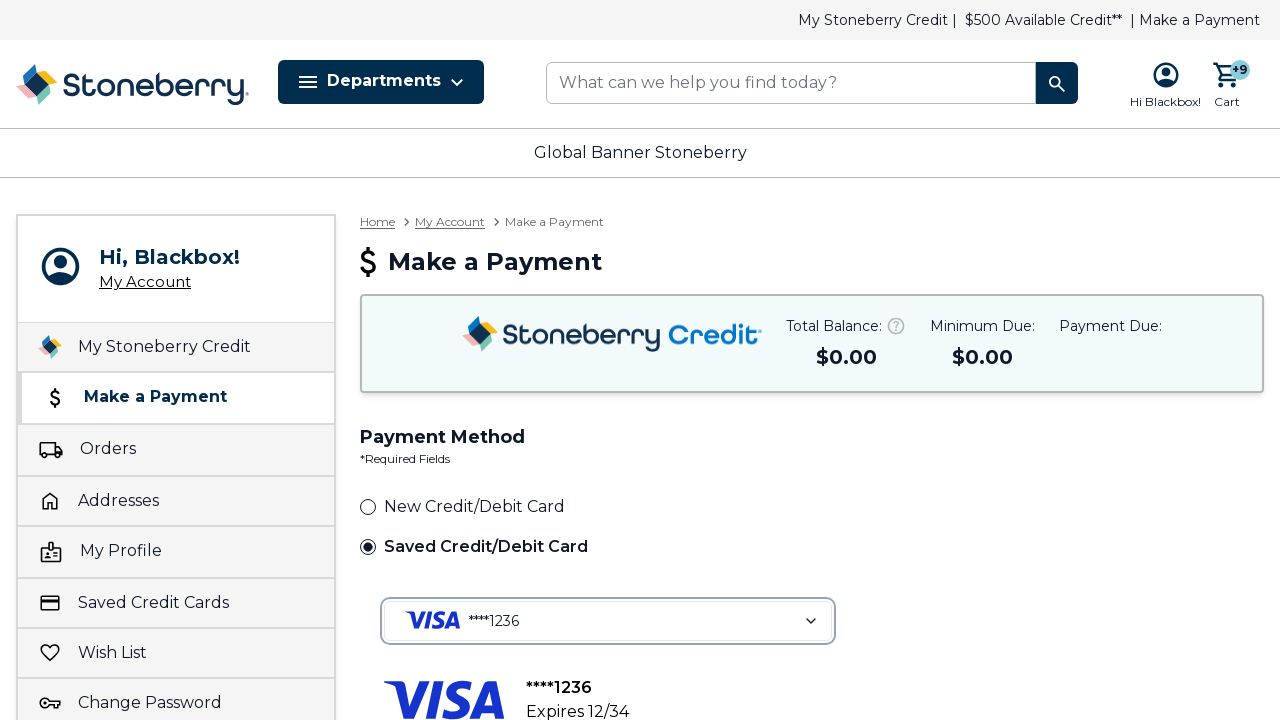 My Stoneberry Credit | $500 Available Credit** | Make a Payment
Stoneberry
Departments
What can we help you find today?
+9
Hi Blackbox!
Cart
Global Banner Stoneberry
Home > My Account > Make a Payment
Hi, Blackbox!
My Account
My Stoneberry Credit
Make a Payment
Orders
Addresses
My Profile
Saved Credit Cards
Wish List
Change Password
$ Make a Payment
Stoneberry Credit
Total Balance: ?
$0.00
Minimum Due:
$0.00
Payment Due:
Payment Method
*Required Fields
New Credit/Debit Card
Saved Credit/Debit Card
VISA ****1236
VISA
****1236
Expires 12/34